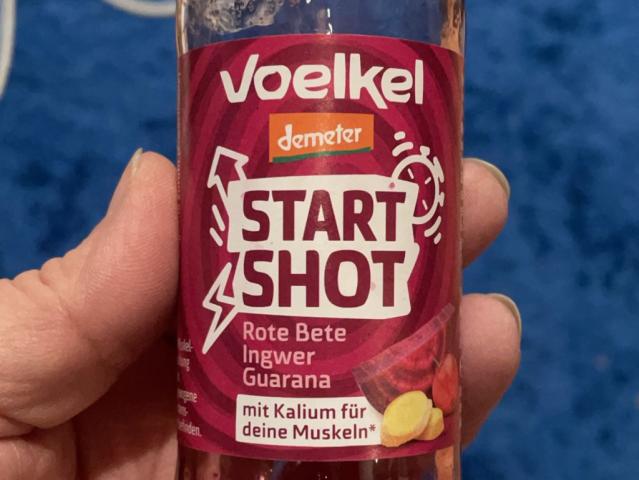 Voelkel
demeter
START
SHOT
Rote Bete
Ingwer
Guarana
mit Kalium für
deine Muskeln*